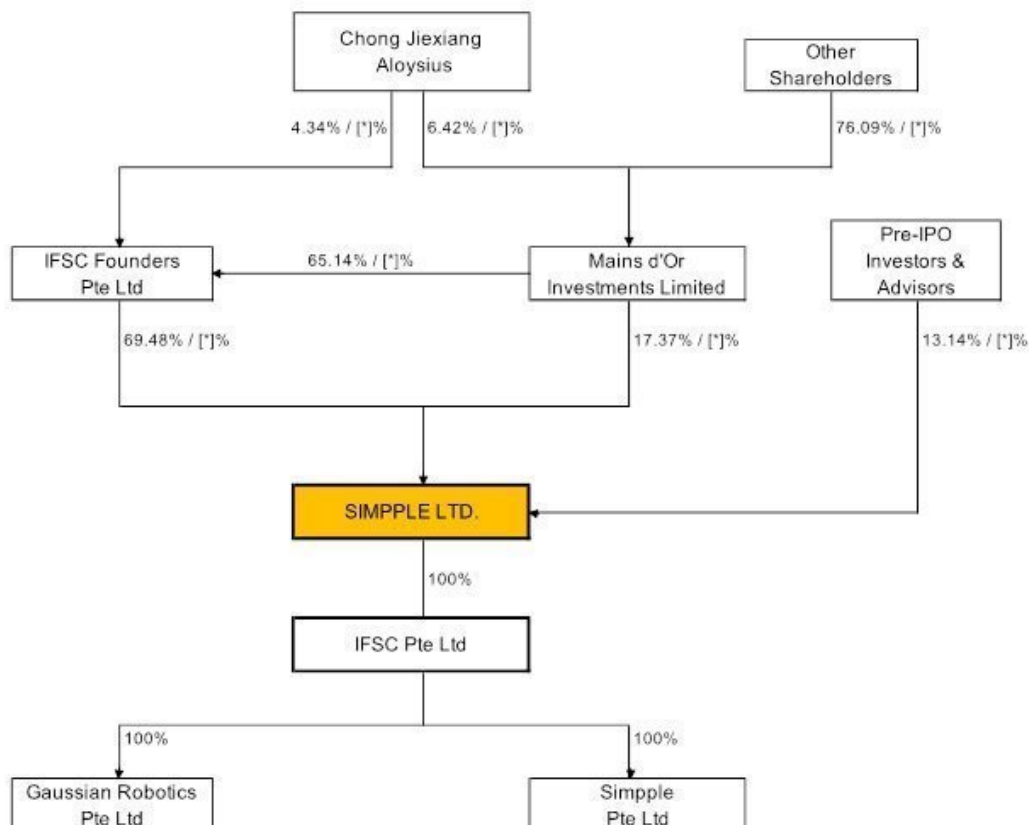 Chong Jiexiang
Aloysius
Other
Shareholders
4.34% / [*]%
6.42% / [*]%
76.09% / [*]%
IFSC Founders
Pte Ltd
65.14% / [*]%
Mains d'Or
Investments Limited
Pre-IPO
Investors &
Advisors
69.48% / [*]%
17.37% / [*]%
13.14% / [*]%
SIMPPLE LTD.
100%
IFSC Pte Ltd
100%
100%
Gaussian Robotics
Pte Ltd
Simpple
Pte Ltd